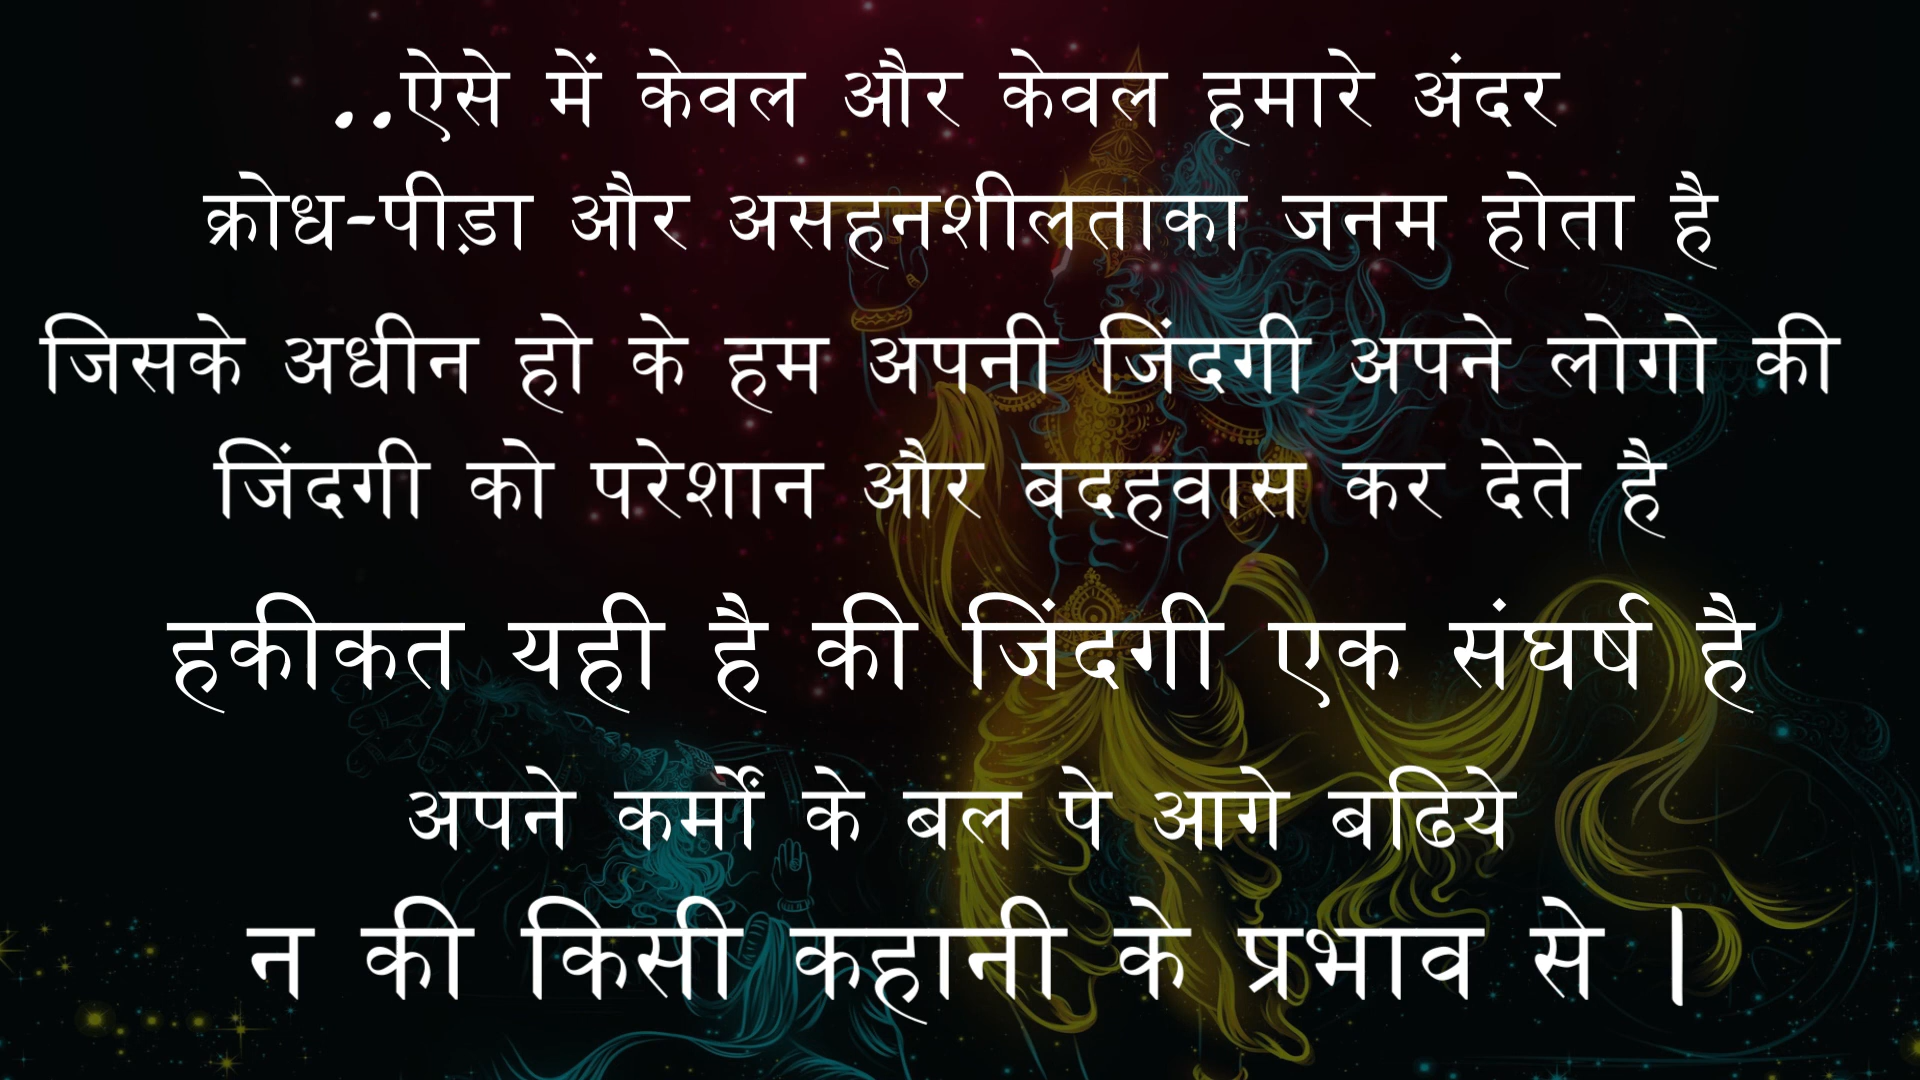 ..ऐसे में केवल और केवल हमारे अंदर
क्रोध-पीड़ा और असहनशीलताका जनम होता है
जिसके अधीन हो के हम अपनी जिंदगी अपने लोगो की
जिंदगी को परेशान और बदहवास कर देते है
हकीकत यही है की जिंदगी एक संघर्ष है
अपने कर्मों के बल पे आगे बढिये
न की किसी कहानी के प्रभाव से |